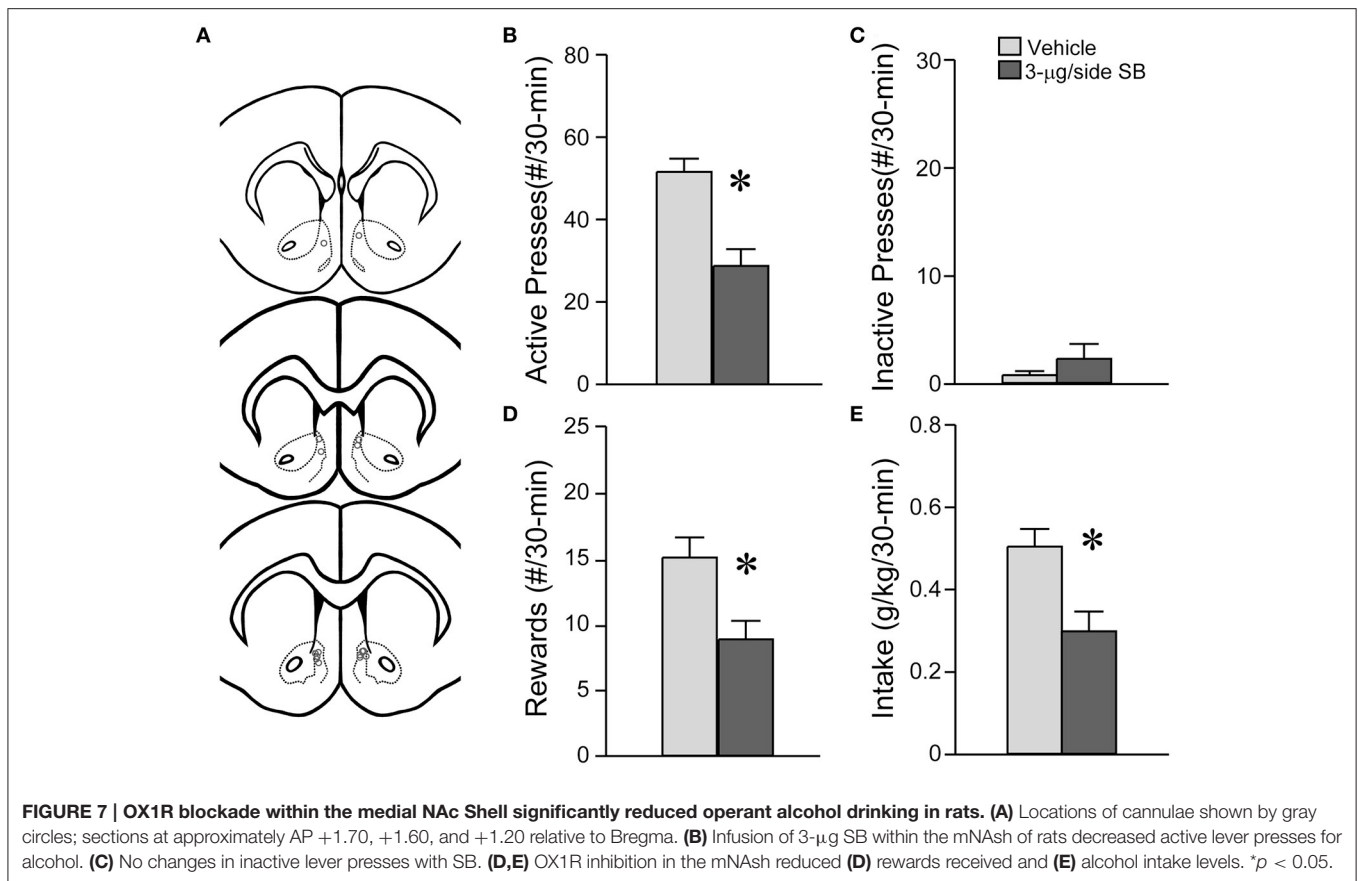 A
B
80
60
40
20
0
Active Presses(#/30-min)
*
C
Vehicle
3-μg/side SB
30
20
10
0
Inactive Presses(#/30-min)
D
25
20
15
10
5
0
Rewards (#/30-min)
*
E
0.8
0.6
0.4
0.2
0
Intake (g/kg/30-min)
*
FIGURE 7 | OX1R blockade within the medial NAc Shell significantly reduced operant alcohol drinking in rats. (A) Locations of cannulae shown by gray
circles; sections at approximately AP +1.70, +1.60, and +1.20 relative to Bregma. (B) Infusion of 3-μg SB within the mNAsh of rats decreased active lever presses for
alcohol. (C) No changes in inactive lever presses with SB. (D,E) OX1R inhibition in the mNAsh reduced (D) rewards received and (E) alcohol intake levels. *p < 0.05.